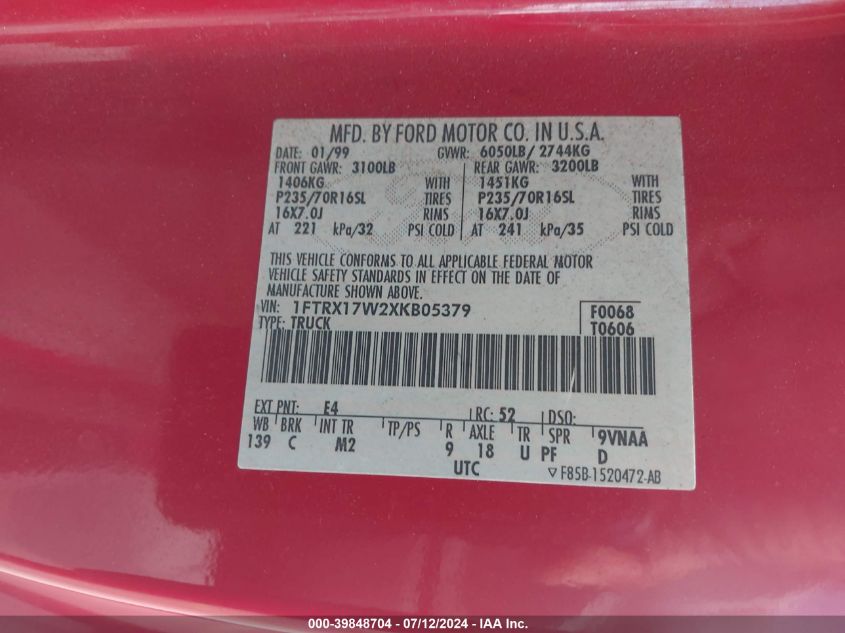 MFD. BY FORD MOTOR CO. IN U.S.A.
DATE: 01/99 GVWR: 6050LB/ 2744KG
FRONT GAWR: 3100LB REAR GAWR: 3200LB
1406KG WITH 1451KG WITH
P235/70R16SL TIRES P235/70R16SL TIRES
16X7.0J RIMS 16X7.0J RIMS
AT 221 kPa/32 PSI COLD AT 241 kPa/35 PSI COLD
THIS VEHICLE CONFORMS TO ALL APPLICABLE FEDERAL MOTOR
VEHICLE SAFETY STANDARDS IN EFFECT ON THE DATE OF
MANUFACTURE SHOWN ABOVE.
VIN: 1FTRX17W2XKB05379 F0068
TYPE: TRUCK T0606
EXT PNT: E4 RC: 52 DSO:
WB BRK INT TR TP/PS R AXLE TR SPR 9VNAA
139 C M2 9 18 U PF D
UTC ▽ F85B-1520472-AB
000-39848704 - 07/12/2024 - IAA Inc.